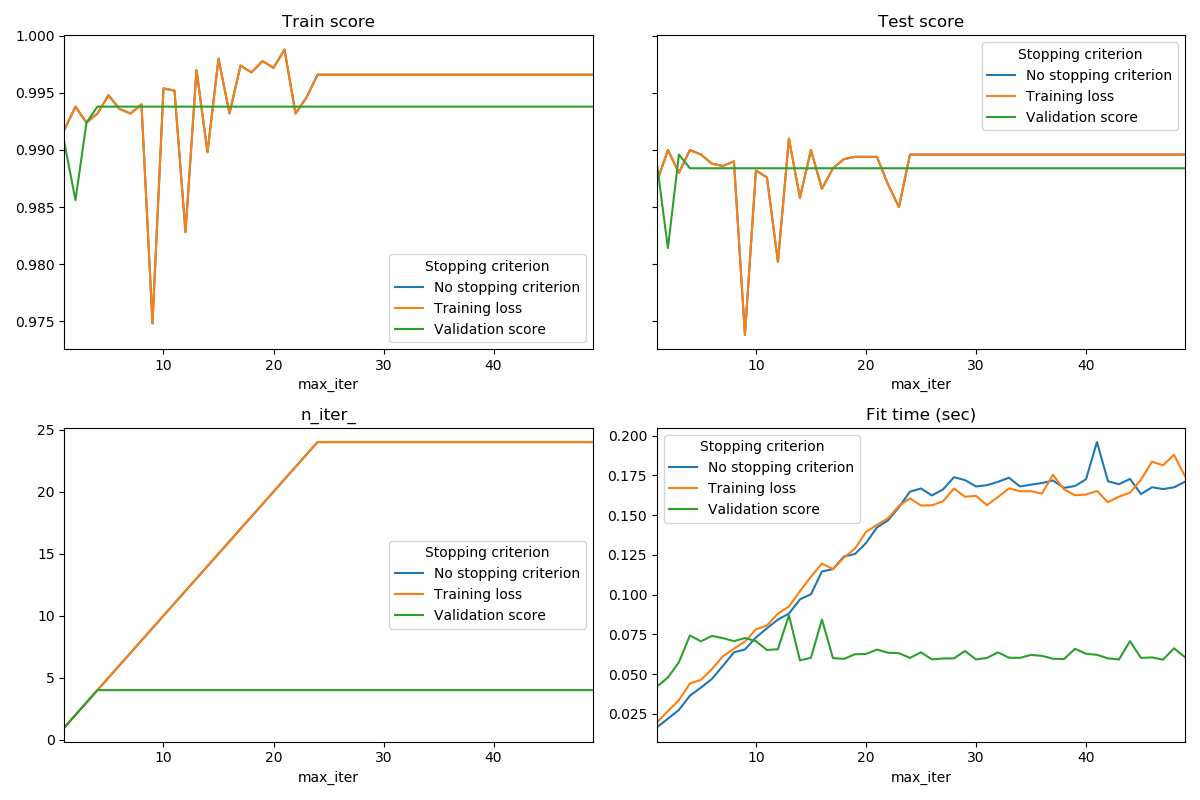 Train score
1.000
0.995
0.990
0.985
0.980
0.975
Stopping criterion
No stopping criterion
Training loss
Validation score
10 20 30 40
max_iter
Test score
Stopping criterion
No stopping criterion
Training loss
Validation score
10 20 30 40
max_iter
n_iter_
25
20
15
10
5
0
Stopping criterion
No stopping criterion
Training loss
Validation score
10 20 30 40
max_iter
Fit time (sec)
0.200
0.175
0.150
0.125
0.100
0.075
0.050
0.025
Stopping criterion
No stopping criterion
Training loss
Validation score
10 20 30 40
max_iter